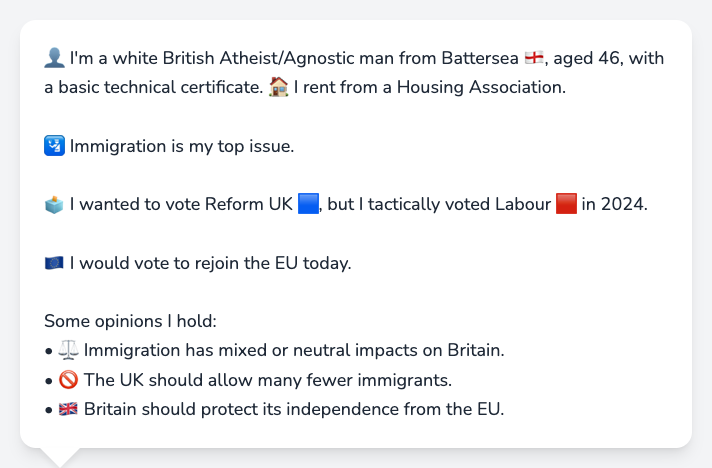 👤 I'm a white British Atheist/Agnostic man from Battersea 🏴󠁧󠁢󠁥󠁮󠁧󠁿, aged 46, with
a basic technical certificate. 🏠 I rent from a Housing Association.
🛂 Immigration is my top issue.
🗳️ I wanted to vote Reform UK 🟦, but I tactically voted Labour 🟥 in 2024.
🇪🇺 I would vote to rejoin the EU today.
Some opinions I hold:
• ⚖️ Immigration has mixed or neutral impacts on Britain.
• 🚫 The UK should allow many fewer immigrants.
• 🇬🇧 Britain should protect its independence from the EU.